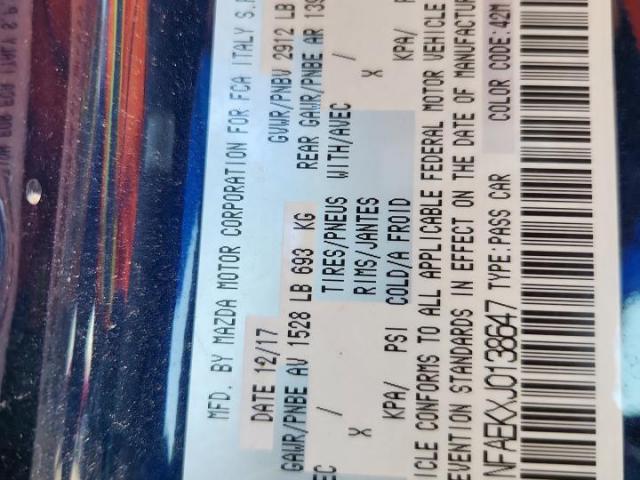 MFD. BY MAZDA MOTOR CORPORATION FOR FCA ITALY S.P
DATE 12/17 GVWR/PNBV 2912 LB
GAWR/PNBE AV 1528 LB 693 KG REAR GAWR/PNBE AR 139
TIRES/PNEUS WITH/AVEC /
EC RIMS/JANTES X
X COLD/A FROID KPA/
KPA/ PSI
ICLE CONFORMS TO ALL APPLICABLE FEDERAL MOTOR VEHICLE
EVENTION STANDARDS IN EFFECT ON THE DATE OF MANUFACTUR
NFAEKXJ0138647 TYPE:PASS CAR COLOR CODE:42M